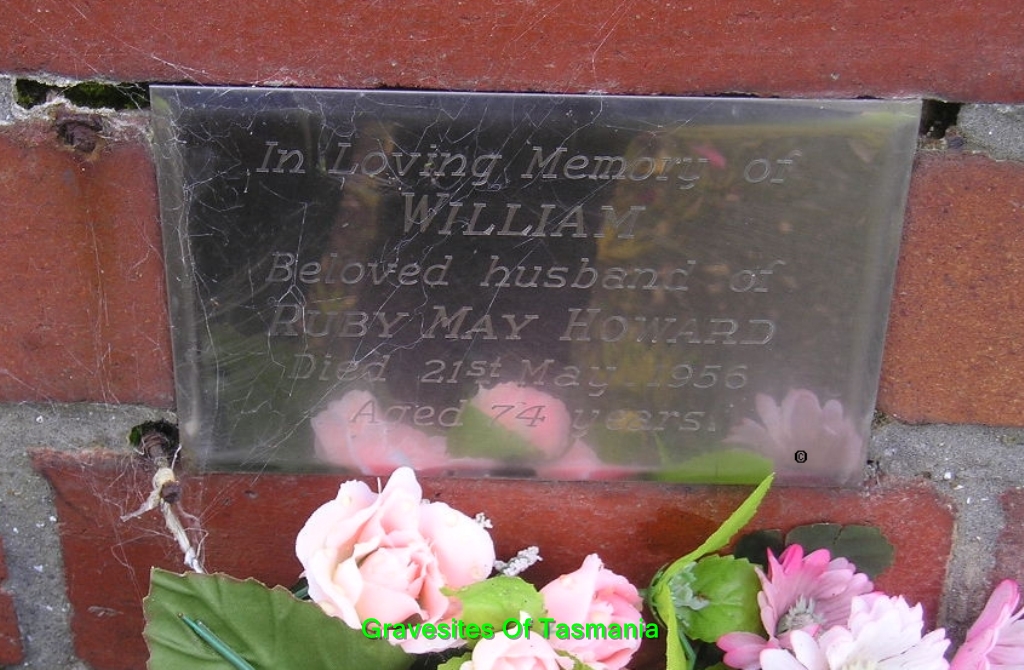 In Loving Memory of
WILLIAM
Beloved husband of
RUBY MAY HOWARD
Died 21st May 1956
Aged 74 years.
©
Gravesites Of Tasmania